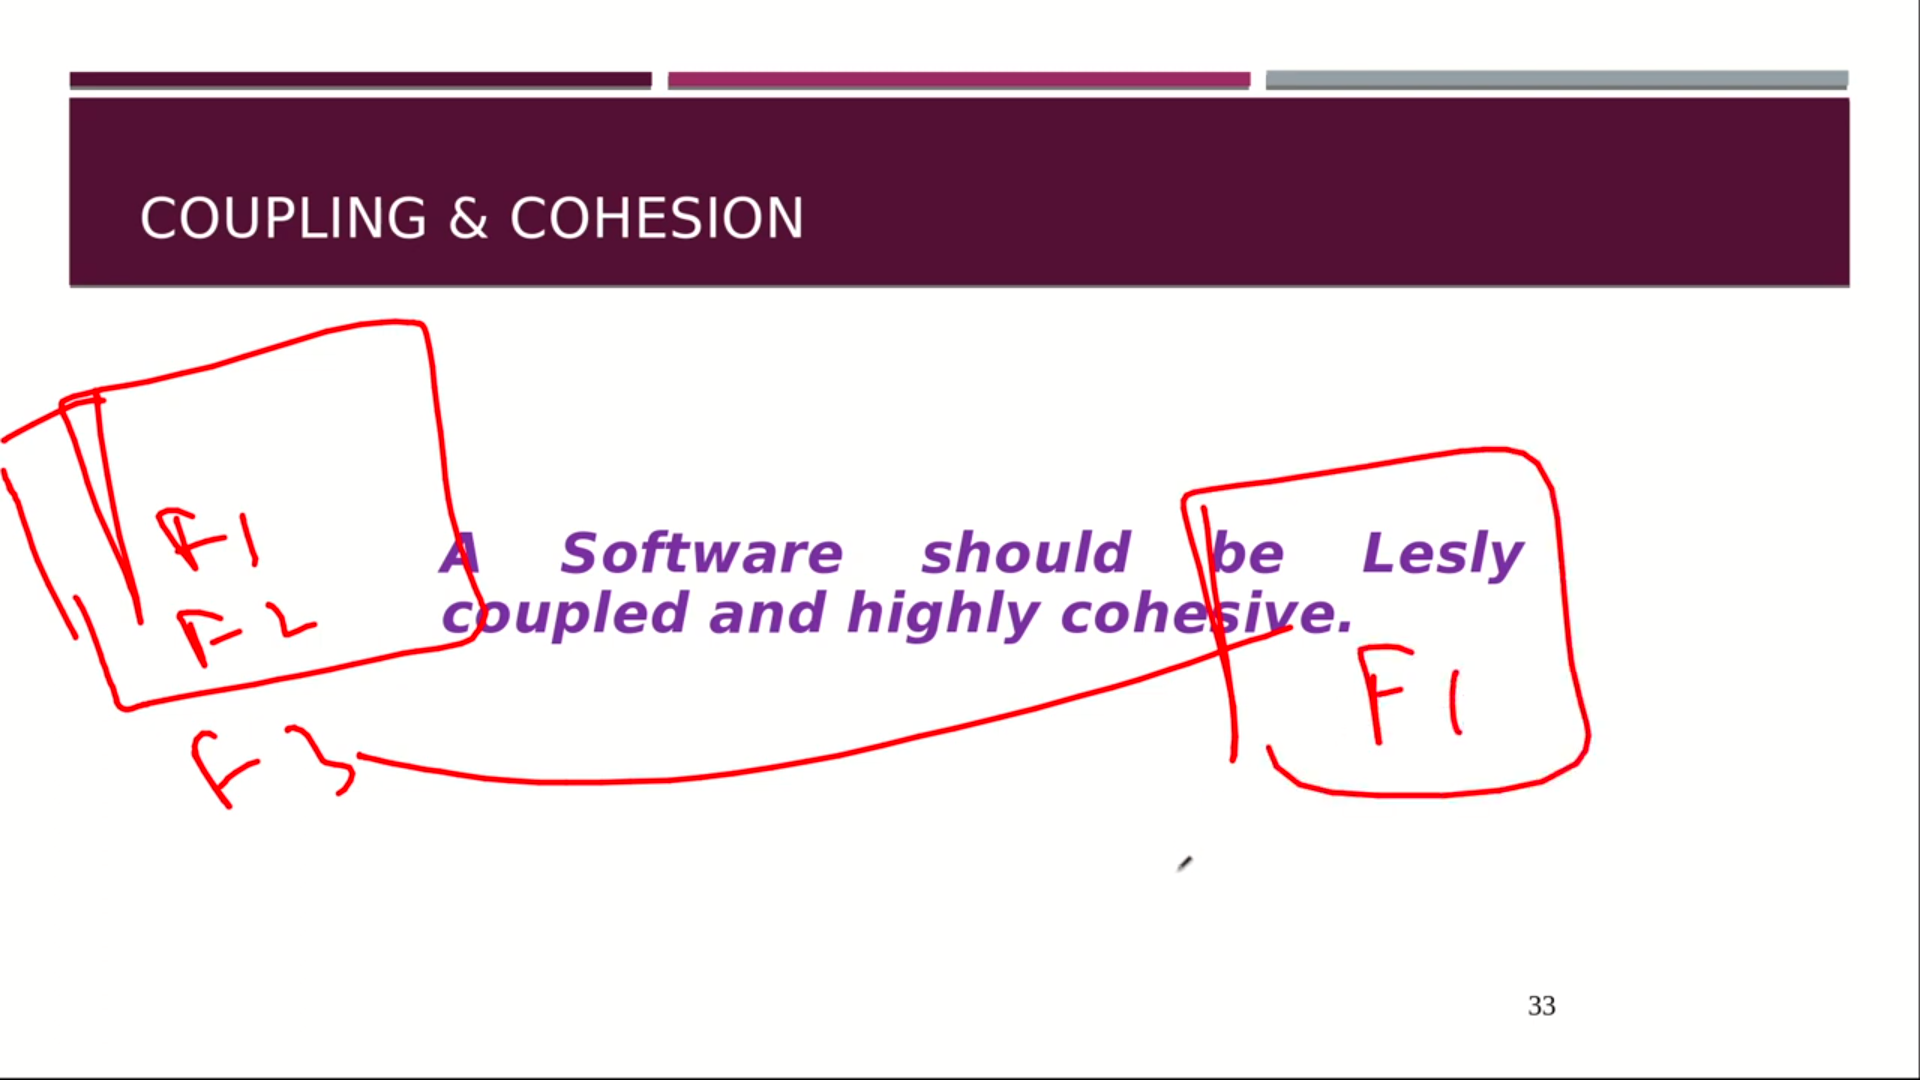 COUPLING & COHESION
A Software should be Lesly
coupled and highly cohesive.
F1
F2
F3
F1
33